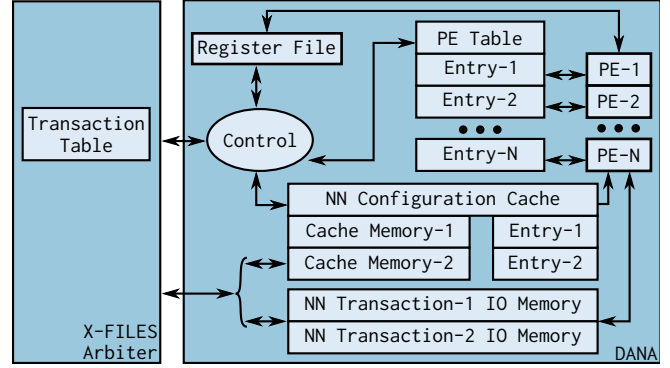 Transaction
Table
X-FILES
Arbiter
Register File
Control
PE Table
Entry-1
Entry-2
•••
Entry-N
PE-1
PE-2
•••
PE-N
NN Configuration Cache
Cache Memory-1
Cache Memory-2
Entry-1
Entry-2
NN Transaction-1 IO Memory
NN Transaction-2 IO Memory
DANA